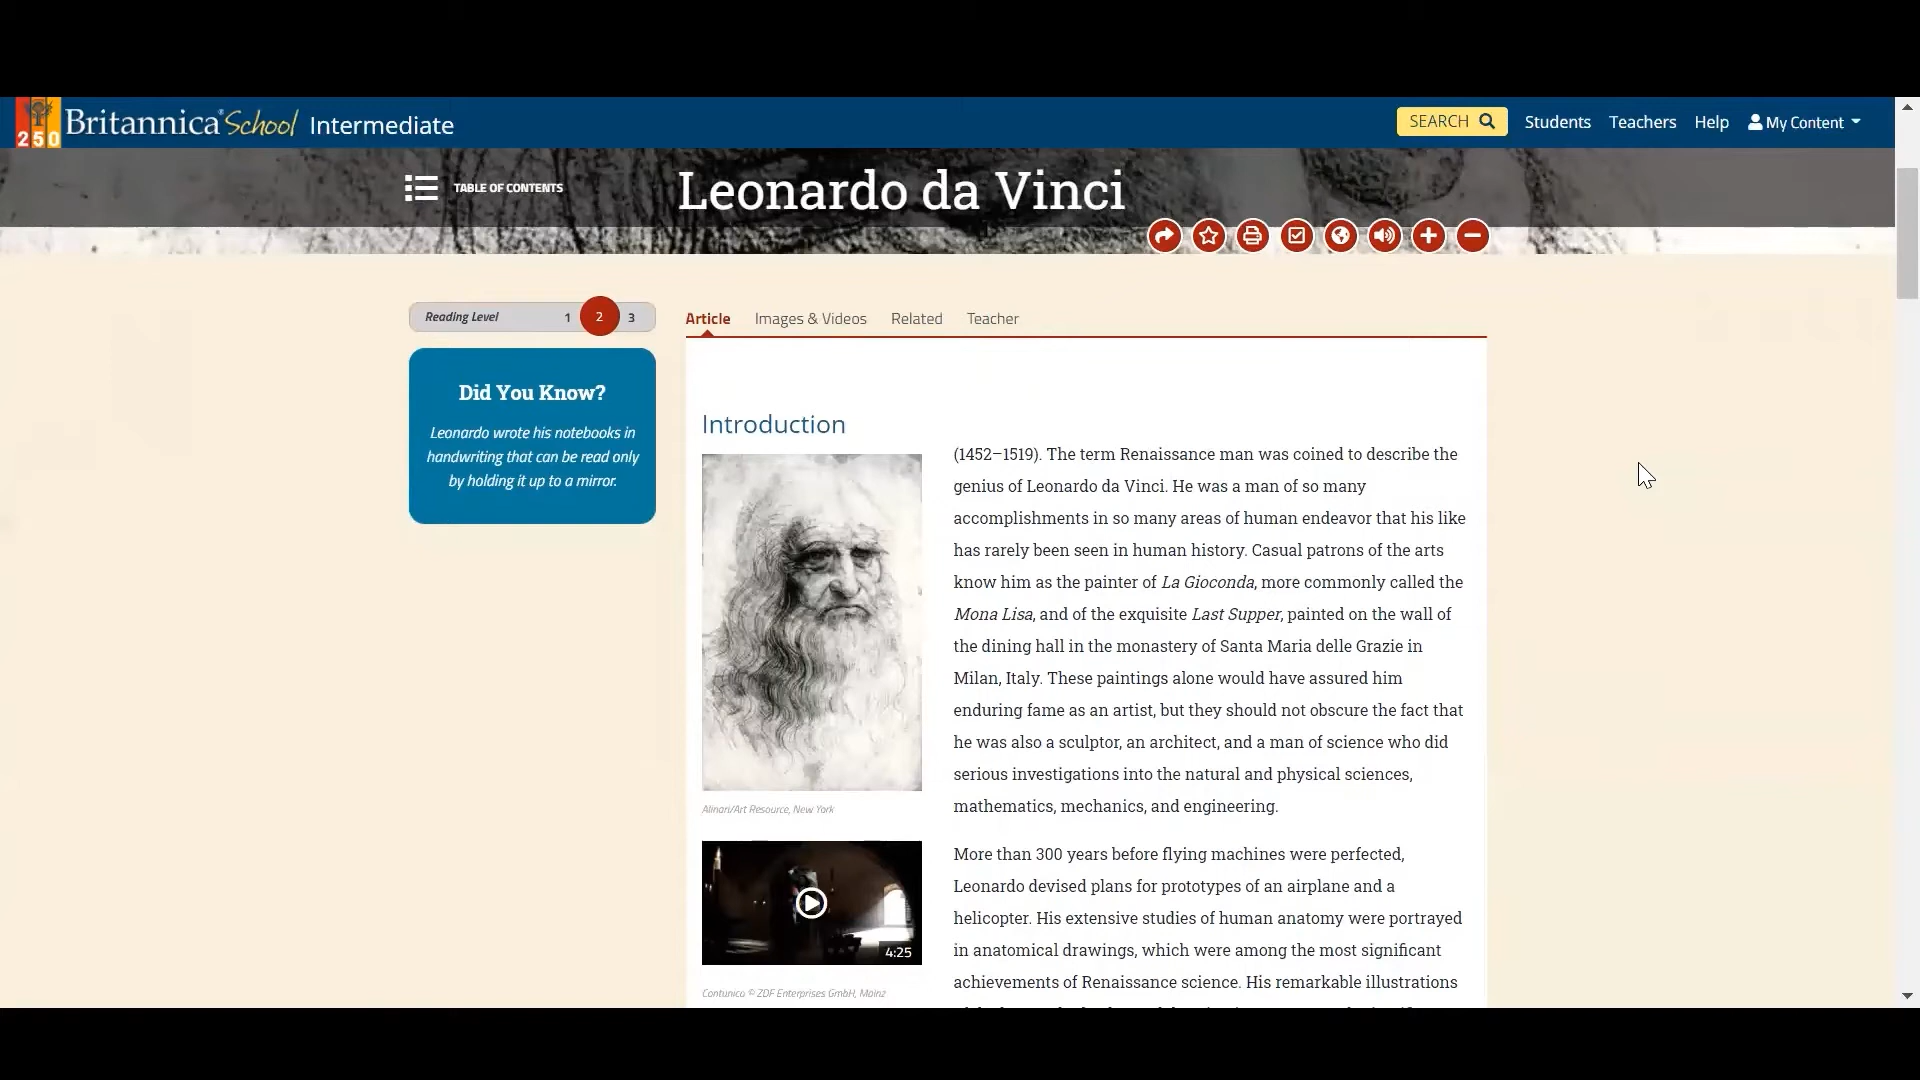 250 Britannica School Intermediate
SEARCH
Students
Teachers
Help
My Content
TABLE OF CONTENTS
Leonardo da Vinci
Reading Level 1 2 3
Article
Images & Videos
Related
Teacher
Did You Know?
Leonardo wrote his notebooks in
handwriting that can be read only
by holding it up to a mirror.
Introduction
Alinari/Art Resource, New York
4:25
Contunico © ZDF Enterprises GmbH, Mainz
(1452–1519). The term Renaissance man was coined to describe the
genius of Leonardo da Vinci. He was a man of so many
accomplishments in so many areas of human endeavor that his like
has rarely been seen in human history. Casual patrons of the arts
know him as the painter of La Gioconda, more commonly called the
Mona Lisa, and of the exquisite Last Supper, painted on the wall of
the dining hall in the monastery of Santa Maria delle Grazie in
Milan, Italy. These paintings alone would have assured him
enduring fame as an artist, but they should not obscure the fact that
he was also a sculptor, an architect, and a man of science who did
serious investigations into the natural and physical sciences,
mathematics, mechanics, and engineering.
More than 300 years before flying machines were perfected,
Leonardo devised plans for prototypes of an airplane and a
helicopter. His extensive studies of human anatomy were portrayed
in anatomical drawings, which were among the most significant
achievements of Renaissance science. His remarkable illustrations